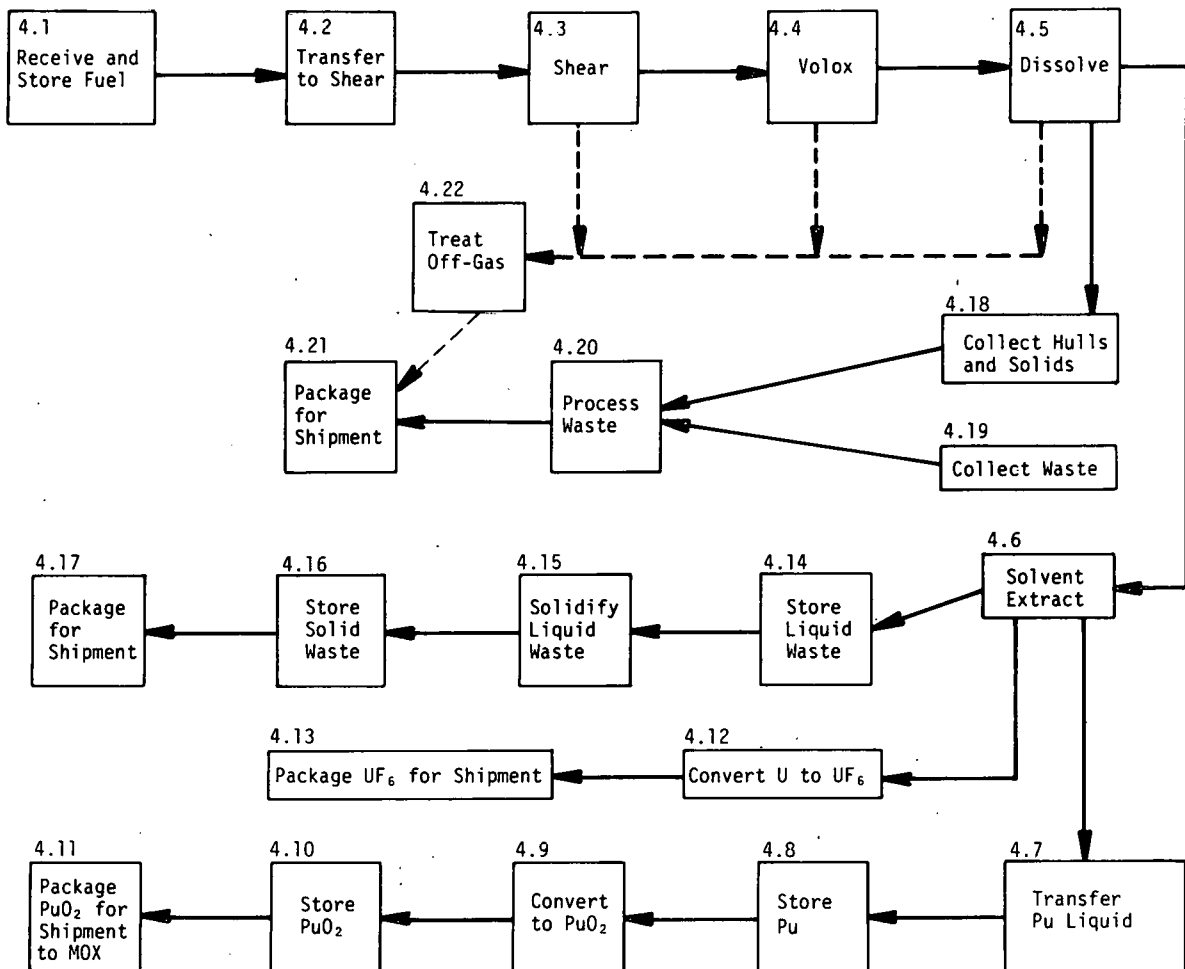 4.1
Receive and
Store Fuel
4.2
Transfer
to Shear
4.3
Shear
4.4
Volox
4.5
Dissolve
4.22
Treat
Off-Gas
4.21
Package
for
Shipment
4.20
Process
Waste
4.18
Collect Hulls
and Solids
4.19
Collect Waste
4.17
Package
for
Shipment
4.16
Store
Solid
Waste
4.15
Solidify
Liquid
Waste
4.14
Store
Liquid
Waste
4.6
Solvent
Extract
4.13
Package UF₆ for Shipment
4.12
Convert U to UF₆
4.11
Package
PuO₂ for
Shipment
to MOX
4.10
Store
PuO₂
4.9
Convert
to PuO₂
4.8
Store
Pu
4.7
Transfer
Pu Liquid